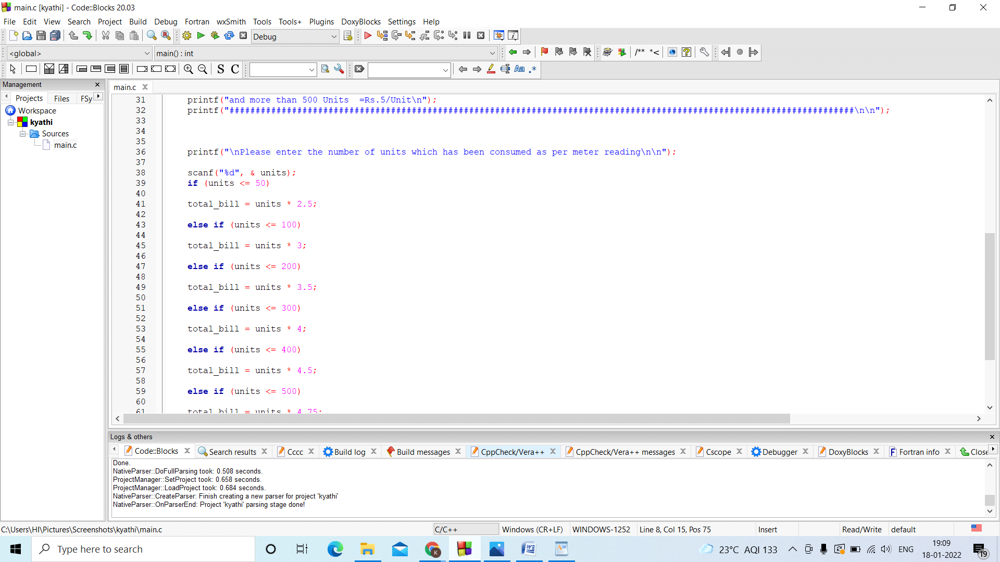 main.c [kyathi] - Code::Blocks 20.03
File Edit View Search Project Build Debug Fortran wxSmith Tools Tools+ Plugins DoxyBlocks Settings Help
Debug
<global> main() : int /** *<
S C Aa .*
Management
main.c
Projects Files FSy
Workspace
kyathi
Sources
main.c
31 printf("and more than 500 Units  =Rs.5/Unit\n");
32 printf("########################################################################################################################\n\n");
33
34
35
36 printf("\nPlease enter the number of units which has been consumed as per meter reading\n\n");
37
38 scanf("%d", & units);
39 if (units <= 50)
40
41 total_bill = units * 2.5;
42
43 else if (units <= 100)
44
45 total_bill = units * 3;
46
47 else if (units <= 200)
48
49 total_bill = units * 3.5;
50
51 else if (units <= 300)
52
53 total_bill = units * 4;
54
55 else if (units <= 400)
56
57 total_bill = units * 4.5;
58
59 else if (units <= 500)
60
61 total_bill = units * 4.75;
Logs & others
Code::Blocks Search results Cccc Build log Build messages CppCheck/Vera++ CppCheck/Vera++ messages Cscope Debugger DoxyBlocks Fortran info Close
Done.
NativeParser::DoFullParsing took: 0.508 seconds.
ProjectManager::SetProject took: 0.658 seconds.
ProjectManager::LoadProject took: 0.684 seconds.
NativeParser::CreateParser: Finish creating a new parser for project 'kyathi'
NativeParser::OnParserEnd: Project 'kyathi' parsing stage done!
C:\Users\HI\Pictures\Screenshots\kyathi\main.c C/C++ Windows (CR+LF) WINDOWS-1252 Line 8, Col 15, Pos 75 Insert Read/Write default
Type here to search K 23°C AQI 133 ENG 19:09
18-01-2022 19